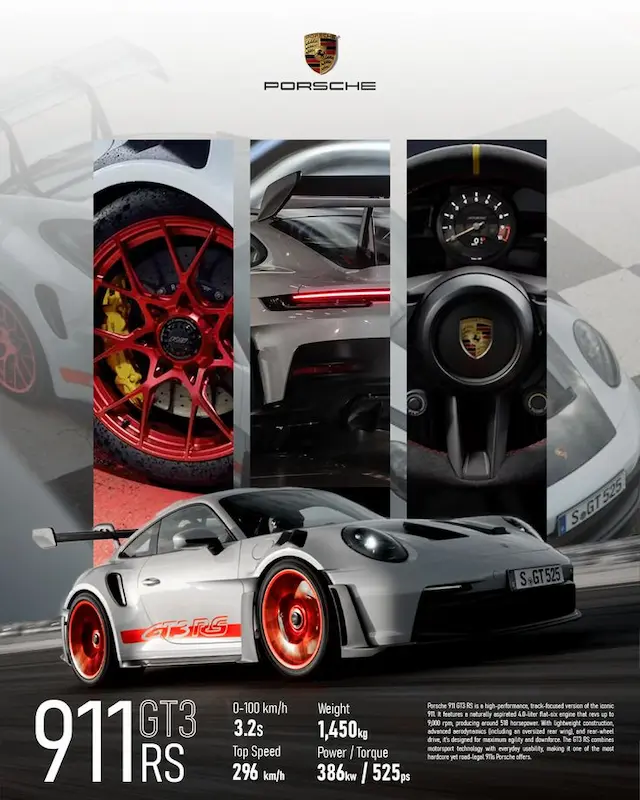 PORSCHE
S GT 525
S GT 525
GT3 RS
911 GT3 RS
0-100 km/h
3.2s
Weight
1,450kg
Top Speed
296 km/h
Power / Torque
386kw / 525ps
Porsche 911 GT3 RS is a high-performance, track-focused version of the iconic
911. It features a naturally aspirated 4.0-liter flat-six engine that revs up to
9,000 rpm, producing around 518 horsepower. With lightweight construction,
advanced aerodynamics (including an oversized rear wing), and rear-wheel
drive, it's designed for maximum agility and downforce. The GT3 RS combines
motorsport technology with everyday usability, making it one of the most
hardcore yet road-legal 911s Porsche offers.